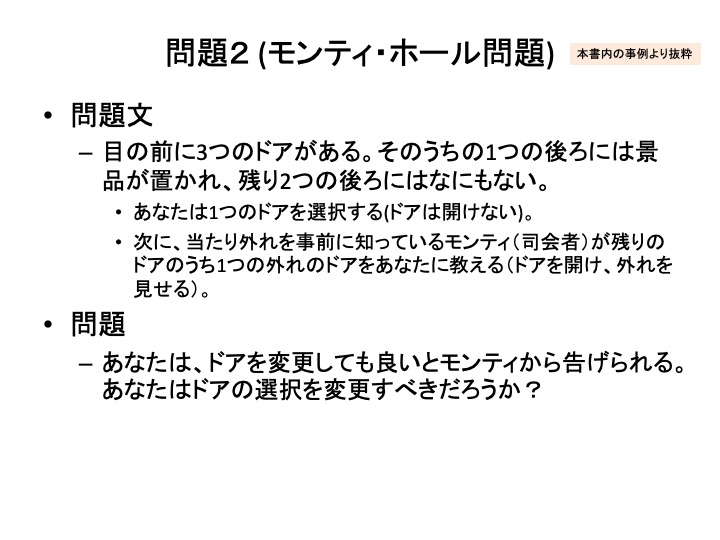 問題2 (モンティ・ホール問題)
本書内の事例より抜粋
• 問題文
– 目の前に3つのドアがある。そのうちの1つの後ろには景
品が置かれ、残り2つの後ろにはなにもない。
• あなたは1つのドアを選択する(ドアは開けない)。
• 次に、当たり外れを事前に知っているモンティ（司会者）が残りの
ドアのうち1つの外れのドアをあなたに教える（ドアを開け、外れを
見せる）。
• 問題
– あなたは、ドアを変更しても良いとモンティから告げられる。
あなたはドアの選択を変更すべきだろうか？